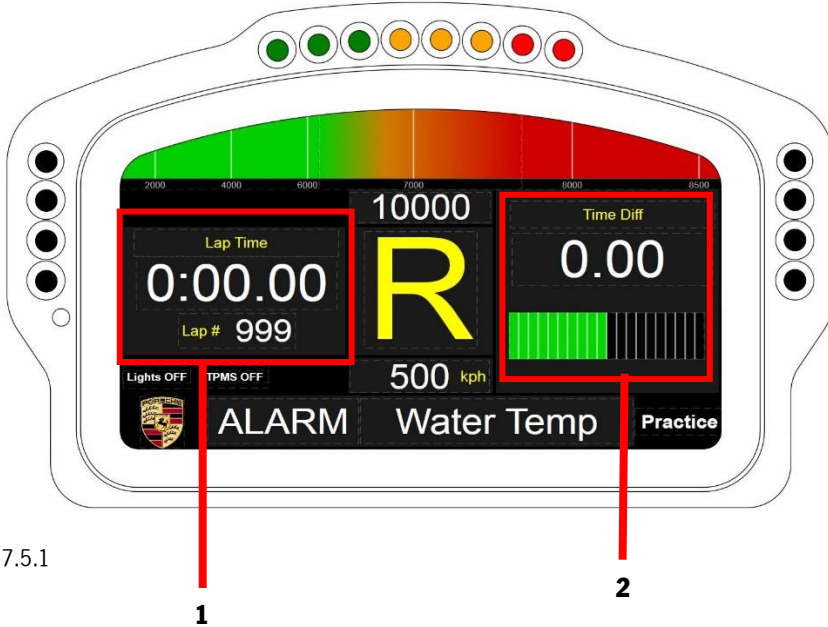 2000 4000 6000 7000 8000 8500
10000
Lap Time
0:00.00
Lap # 999
R
Time Diff
0.00
Lights OFF TPMS OFF
500 kph
PORSCHE
ALARM Water Temp Practice
7.5.1
1
2